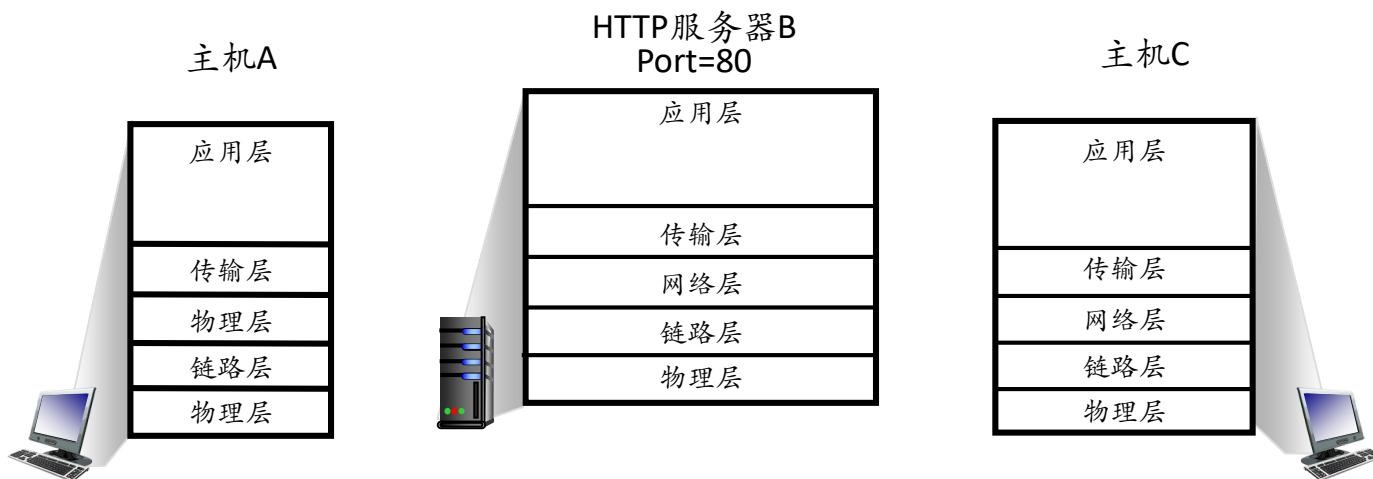 主机A
应用层
传输层
物理层
链路层
物理层
HTTP服务器B
Port=80
应用层
传输层
网络层
链路层
物理层
主机C
应用层
传输层
网络层
链路层
物理层